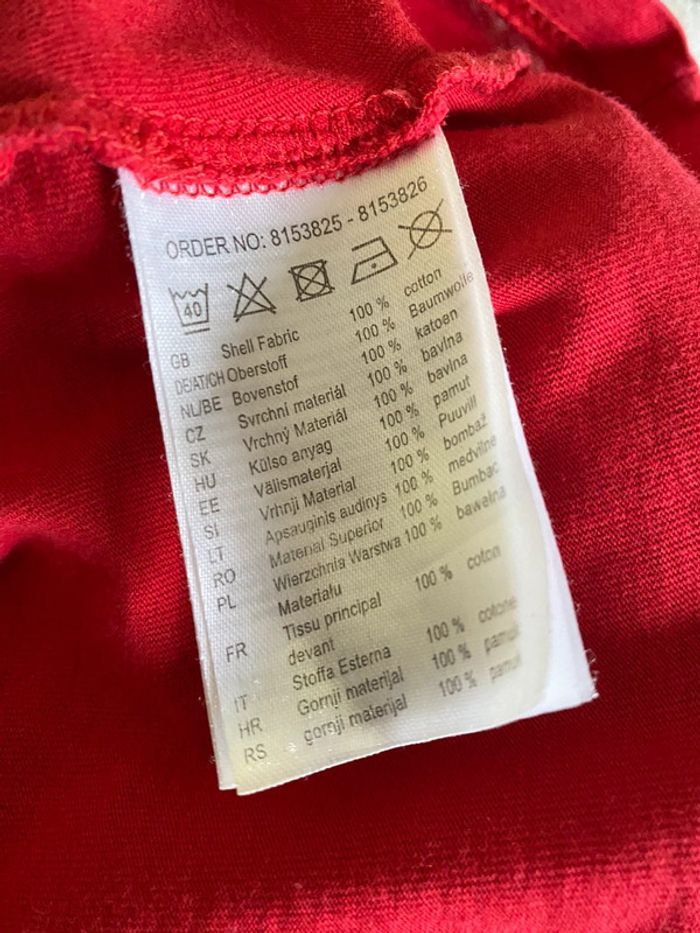 ORDER NO: 8153825 - 8153826
40
GB Shell Fabric 100 % cotton
DE/AT/CH Oberstoff 100 % Baumwolle
NL/BE Bovenstof 100 % katoen
CZ Svrchní materiál 100 % bavlna
SK Vrchný Materiál 100 % bavlna
HU Külso anyag 100 % pamut
EE Välismaterjal 100 % Puuvill
SI Vrhnji Material 100 % bombaž
LT Apsauginis audinys 100 % medvilnė
RO Material Superior 100 % Bumbac
PL Wierzchnia Warstwa 100 % bawełna
Materiału
FR Tissu principal 100 % coton
devant
IT Stoffa Esterna 100 % cotone
HR Gornji materijal 100 % pamuk
RS gornji materijal 100 %